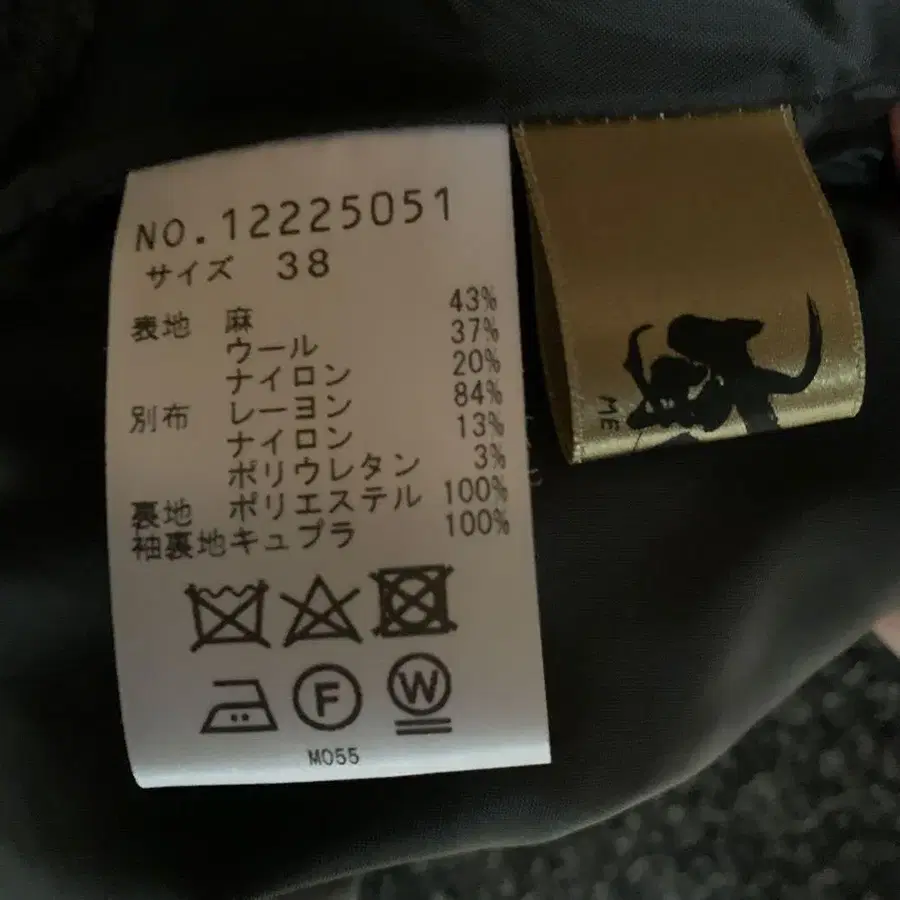 NO.12225051
サイズ 38
表地 麻 43%
ウール 37%
ナイロン 20%
別布 レーヨン 84%
ナイロン 13%
ポリウレタン 3%
裏地 ポリエステル 100%
袖裏地キュプラ 100%
F
W
M055
ME